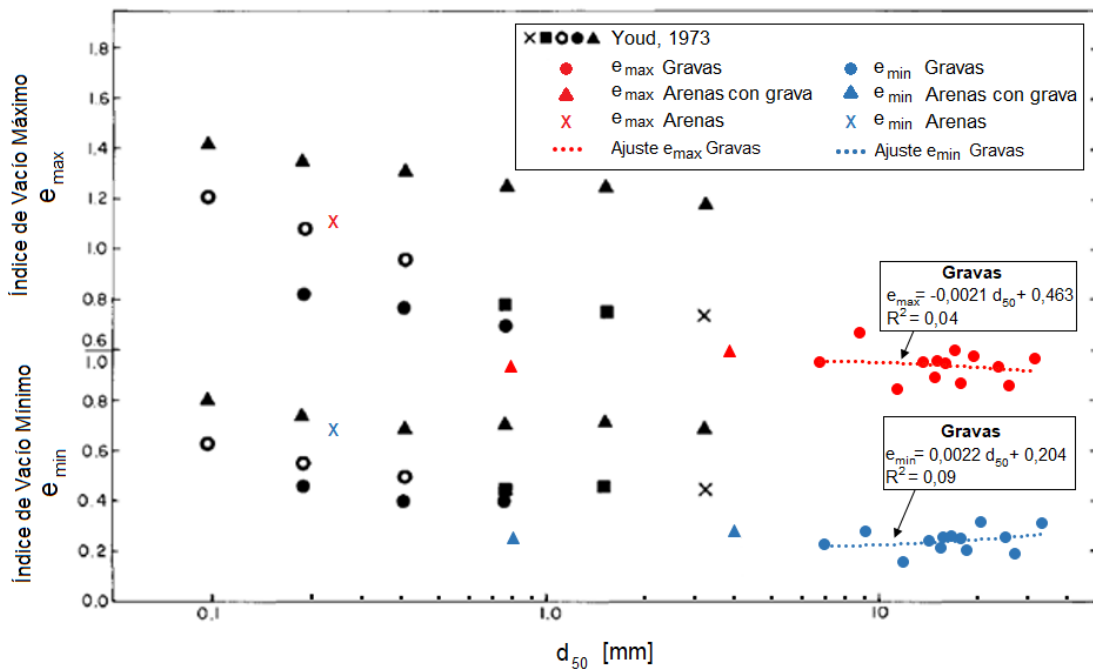 Youd, 1973
e max Gravas
e max Arenas con grava
e max Arenas
Ajuste e max Gravas
e min Gravas
e min Arenas con grava
e min Arenas
Ajuste e min Gravas
Índice de Vacío Máximo
e max
1.8
1.6
1.4
1.2
1.0
0.8
0.6
Índice de Vacío Mínimo
e min
1.0
0.8
0.6
0.4
0.2
0.0
Gravas
e max = -0,0021 d50 + 0,463
R² = 0,04
Gravas
e min = 0,0022 d50 + 0,204
R² = 0,09
0.1
1.0
10
d50 [mm]